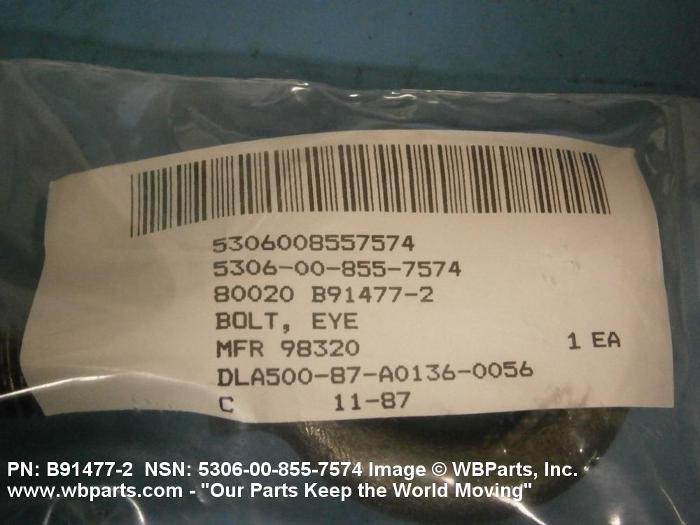 5306008557574
5306-00-855-7574
80020 B91477-2
BOLT, EYE
MFR 98320 1 EA
DLA500-87-A0136-0056
C 11-87
PN: B91477-2 NSN: 5306-00-855-7574 Image © WBParts, Inc.
www.wbparts.com - "Our Parts Keep the World Moving"